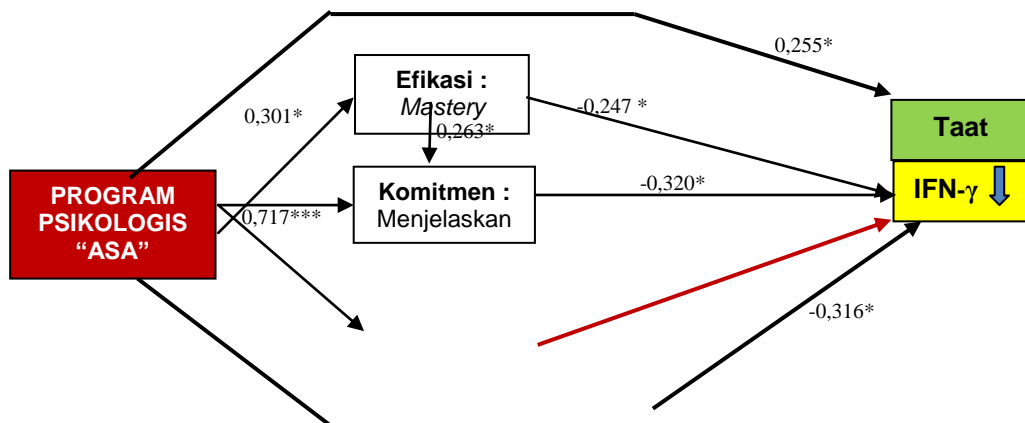 0,255*
Efikasi :
Mastery
0,301*
-0,247 *
0,263*
Taat
PROGRAM
PSIKOLOGIS
“ASA”
0,717***
Komitmen :
Menjelaskan
-0,320*
IFN-γ
-0,316*